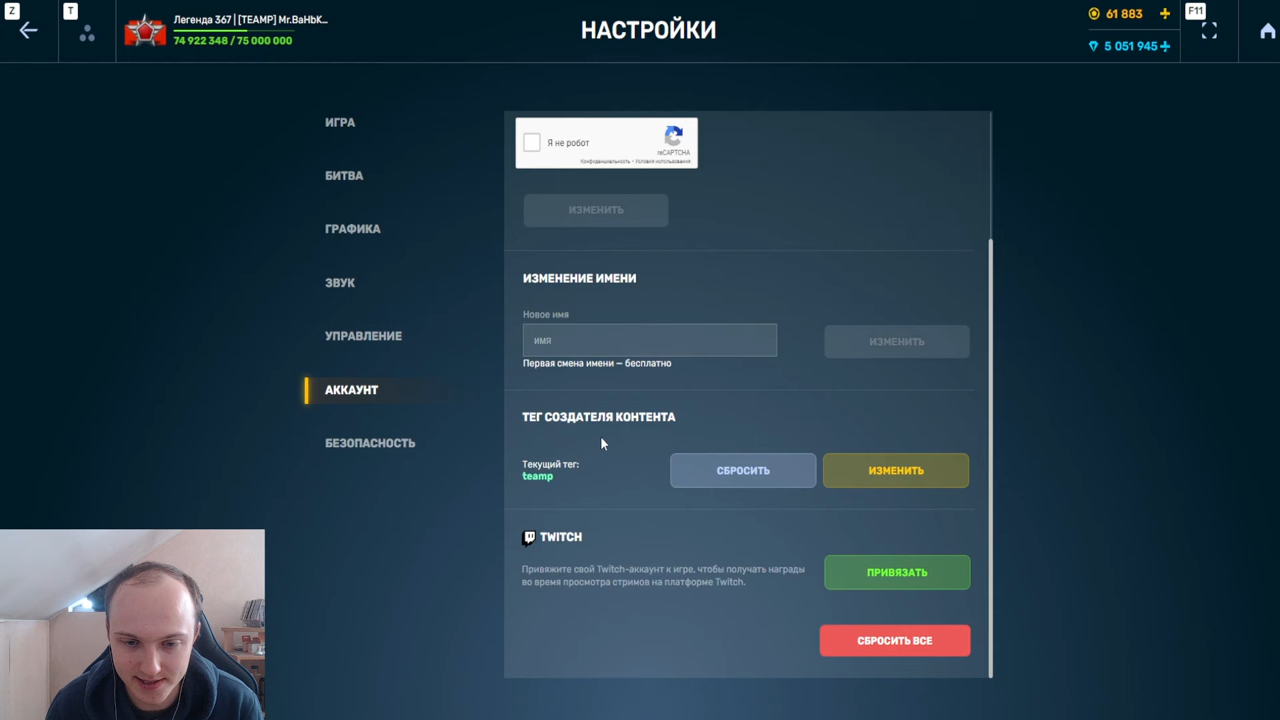 Z
T
Легенда 367 | [TEAMP] Mr.BaHbK...
74 922 348 / 75 000 000
НАСТРОЙКИ
61 883
5 051 945
F11
ИГРА
БИТВА
ГРАФИКА
ЗВУК
УПРАВЛЕНИЕ
АККАУНТ
БЕЗОПАСНОСТЬ
Я не робот
reCAPTCHA
Конфиденциальность • Условия использования
ИЗМЕНИТЬ
ИЗМЕНЕНИЕ ИМЕНИ
Новое имя
имя
ИЗМЕНИТЬ
Первая смена имени — бесплатно
ТЕГ СОЗДАТЕЛЯ КОНТЕНТА
Текущий тег:
teamp
СБРОСИТЬ
ИЗМЕНИТЬ
TWITCH
Привяжите свой Twitch-аккаунт к игре, чтобы получать награды
во время просмотра стримов на платформе Twitch.
ПРИВЯЗАТЬ
СБРОСИТЬ ВСЕ